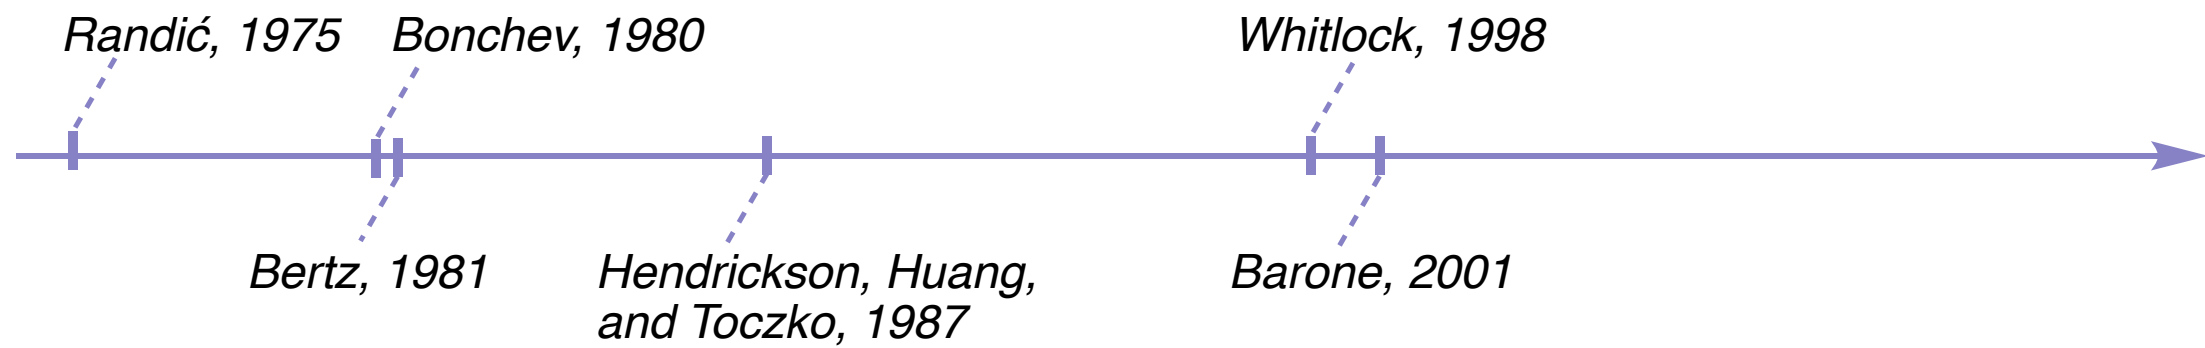 Randić, 1975
Bonchev, 1980
Whitlock, 1998
Bertz, 1981
Hendrickson, Huang,
and Toczko, 1987
Barone, 2001